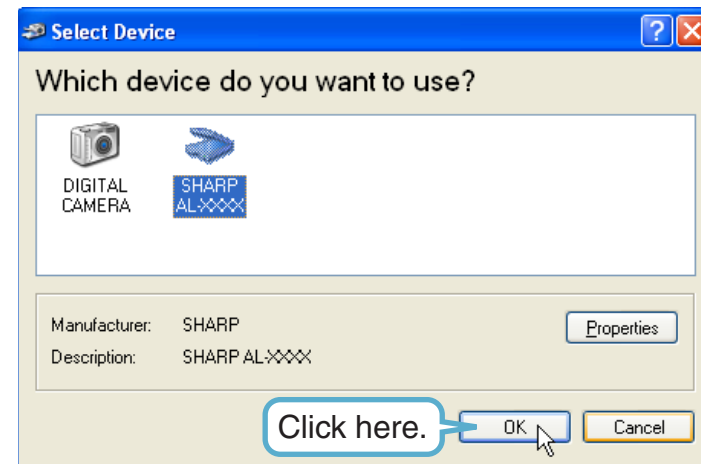 Select Device
Which device do you want to use?
DIGITAL
CAMERA
SHARP
AL-XXXX
Manufacturer: SHARP
Properties
Description: SHARP AL-XXXX
Click here.
OK
Cancel